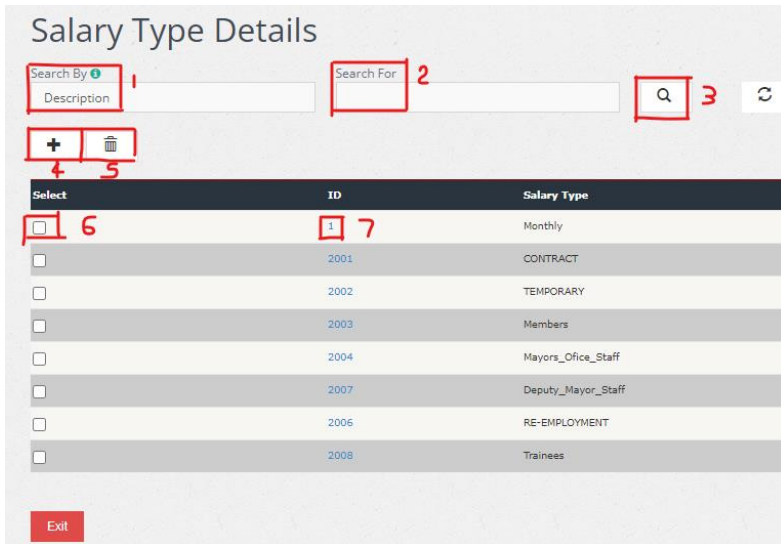 Salary Type Details
Search By 1
Search For 2
Description
3
4 5
Select ID Salary Type
6 1 7 Monthly
2001 CONTRACT
2002 TEMPORARY
2003 Members
2004 Mayors_Ofice_Staff
2007 Deputy_Mayor_Staff
2006 RE-EMPLOYMENT
2008 Trainees
Exit